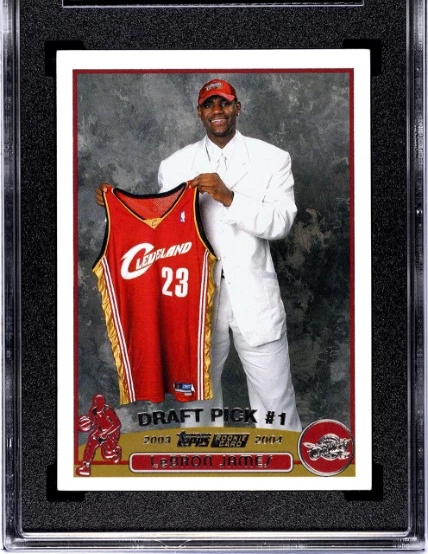 CLEVELAND
23
DRAFT PICK #1
2003 topps 2004
LeBRON JAMES